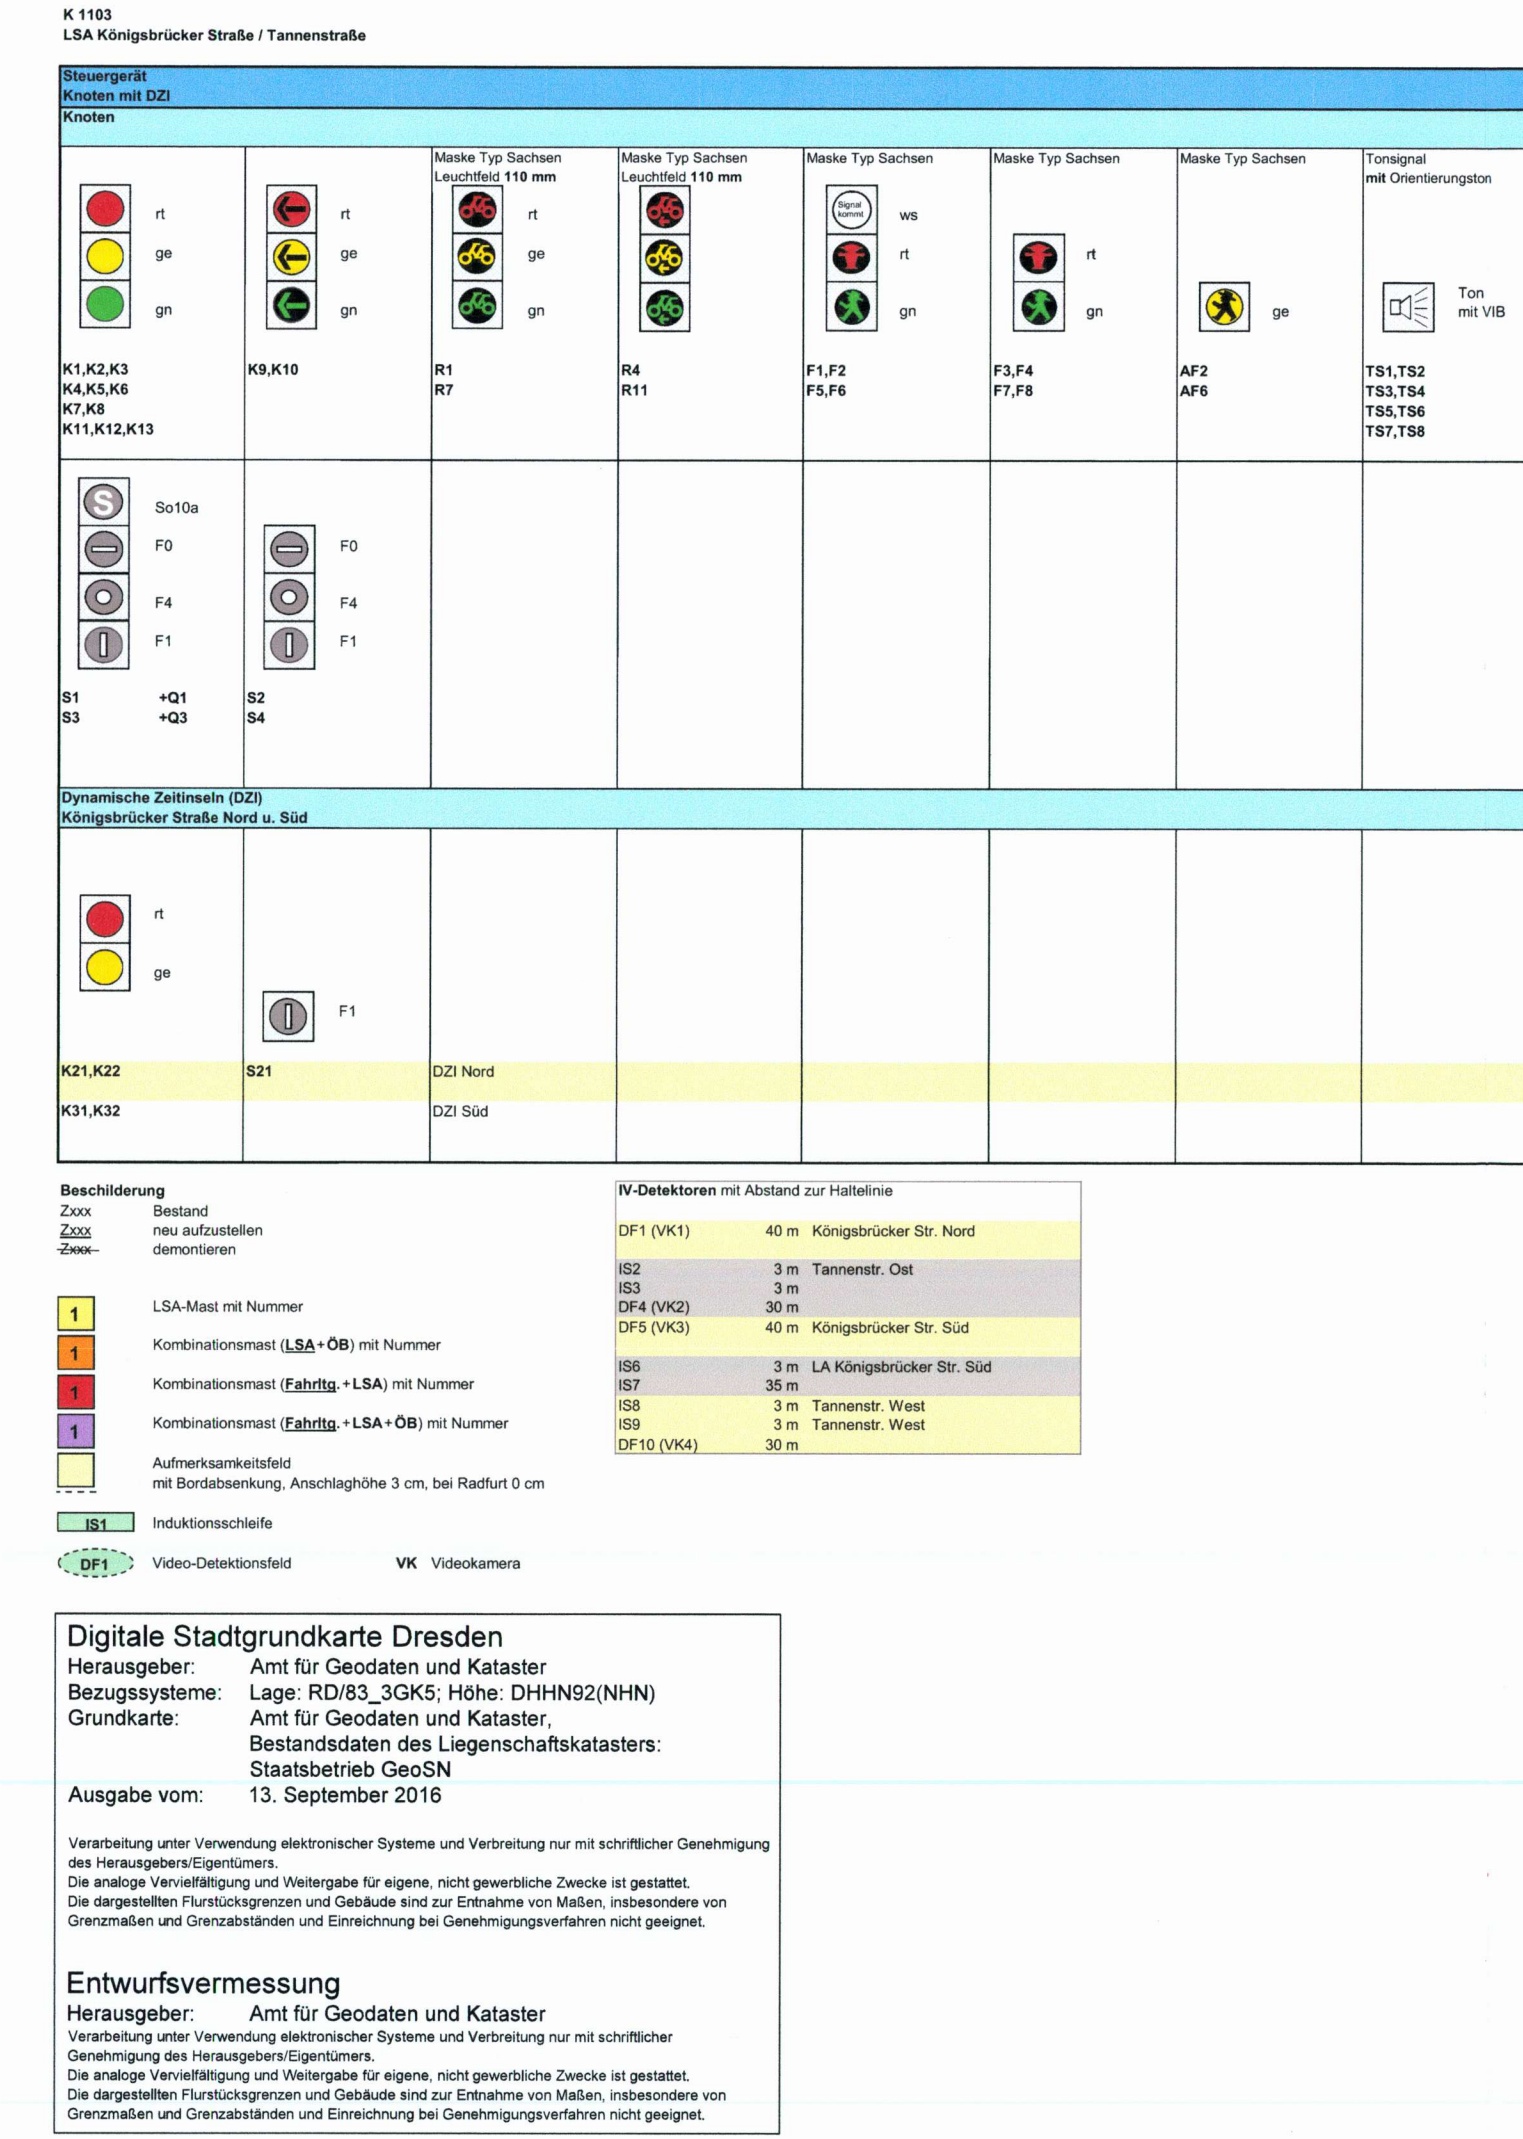 K 1103
LSA Königsbrücker Straße / Tannenstraße
Steuergerät
Knoten mit DZI
Knoten
Maske Typ Sachsen
Leuchtfeld 110 mm
Maske Typ Sachsen
Leuchtfeld 110 mm
Maske Typ Sachsen
Maske Typ Sachsen
Maske Typ Sachsen
Tonsignal
mit Orientierungston
rt
ge
gn
rt
ge
gn
rt
ge
gn
Signal
kommt
ws
rt
gn
rt
gn
ge
Ton
mit VIB
K1,K2,K3
K4,K5,K6
K7,K8
K11,K12,K13
K9,K10
R1
R7
R4
R11
F1,F2
F5,F6
F3,F4
F7,F8
AF2
AF6
TS1,TS2
TS3,TS4
TS5,TS6
TS7,TS8
S
So10a
F0
F4
F1
F0
F4
F1
S1 +Q1
S3 +Q3
S2
S4
Dynamische Zeitinseln (DZI)
Königsbrücker Straße Nord u. Süd
rt
ge
F1
K21,K22 S21 DZI Nord
K31,K32 DZI Süd
Beschilderung
Zxxx Bestand
Zxxx neu aufzustellen
Zxxx demontieren
1 LSA-Mast mit Nummer
1 Kombinationsmast (LSA+ÖB) mit Nummer
1 Kombinationsmast (Fahrltg.+LSA) mit Nummer
1 Kombinationsmast (Fahrltg.+LSA+ÖB) mit Nummer
Aufmerksamkeitsfeld
mit Bordabsenkung, Anschlaghöhe 3 cm, bei Radfurt 0 cm
IS1 Induktionsschleife
DF1 Video-Detektionsfeld VK Videokamera
IV-Detektoren mit Abstand zur Haltelinie
DF1 (VK1) 40 m Königsbrücker Str. Nord
IS2 3 m Tannenstr. Ost
IS3 3 m
DF4 (VK2) 30 m
DF5 (VK3) 40 m Königsbrücker Str. Süd
IS6 3 m LA Königsbrücker Str. Süd
IS7 35 m
IS8 3 m Tannenstr. West
IS9 3 m Tannenstr. West
DF10 (VK4) 30 m
Digitale Stadtgrundkarte Dresden
Herausgeber: Amt für Geodaten und Kataster
Bezugssysteme: Lage: RD/83_3GK5; Höhe: DHHN92(NHN)
Grundkarte: Amt für Geodaten und Kataster,
Bestandsdaten des Liegenschaftskatasters:
Staatsbetrieb GeoSN
Ausgabe vom: 13. September 2016
Verarbeitung unter Verwendung elektronischer Systeme und Verbreitung nur mit schriftlicher Genehmigung
des Herausgebers/Eigentümers.
Die analoge Vervielfältigung und Weitergabe für eigene, nicht gewerbliche Zwecke ist gestattet.
Die dargestellten Flurstücksgrenzen und Gebäude sind zur Entnahme von Maßen, insbesondere von
Grenzmaßen und Grenzabständen und Einreichnung bei Genehmigungsverfahren nicht geeignet.
Entwurfsvermessung
Herausgeber: Amt für Geodaten und Kataster
Verarbeitung unter Verwendung elektronischer Systeme und Verbreitung nur mit schriftlicher
Genehmigung des Herausgebers/Eigentümers.
Die analoge Vervielfältigung und Weitergabe für eigene, nicht gewerbliche Zwecke ist gestattet.
Die dargestellten Flurstücksgrenzen und Gebäude sind zur Entnahme von Maßen, insbesondere von
Grenzmaßen und Grenzabständen und Einreichnung bei Genehmigungsverfahren nicht geeignet.